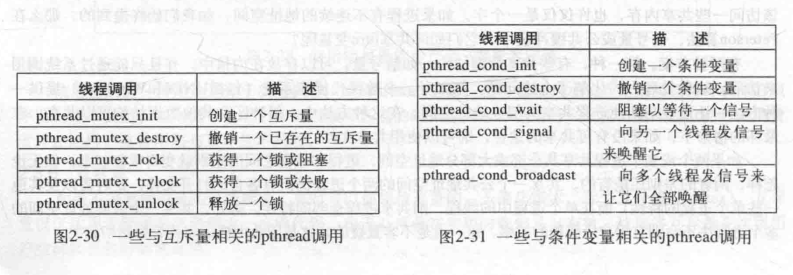 线程调用 描 述
pthread_mutex_init 创建一个互斥量
pthread_mutex_destroy 撤销一个已存在的互斥量
pthread_mutex_lock 获得一个锁或阻塞
pthread_mutex_trylock 获得一个锁或失败
pthread_mutex_unlock 释放一个锁
图2-30 一些与互斥量相关的pthread调用
线程调用 描 述
pthread_cond_init 创建一个条件变量
pthread_cond_destroy 撤销一个条件变量
pthread_cond_wait 阻塞以等待一个信号
pthread_cond_signal 向另一个线程发信号
来唤醒它
pthread_cond_broadcast 向多个线程发信号来
让它们全部唤醒
图2-31 一些与条件变量相关的pthread调用